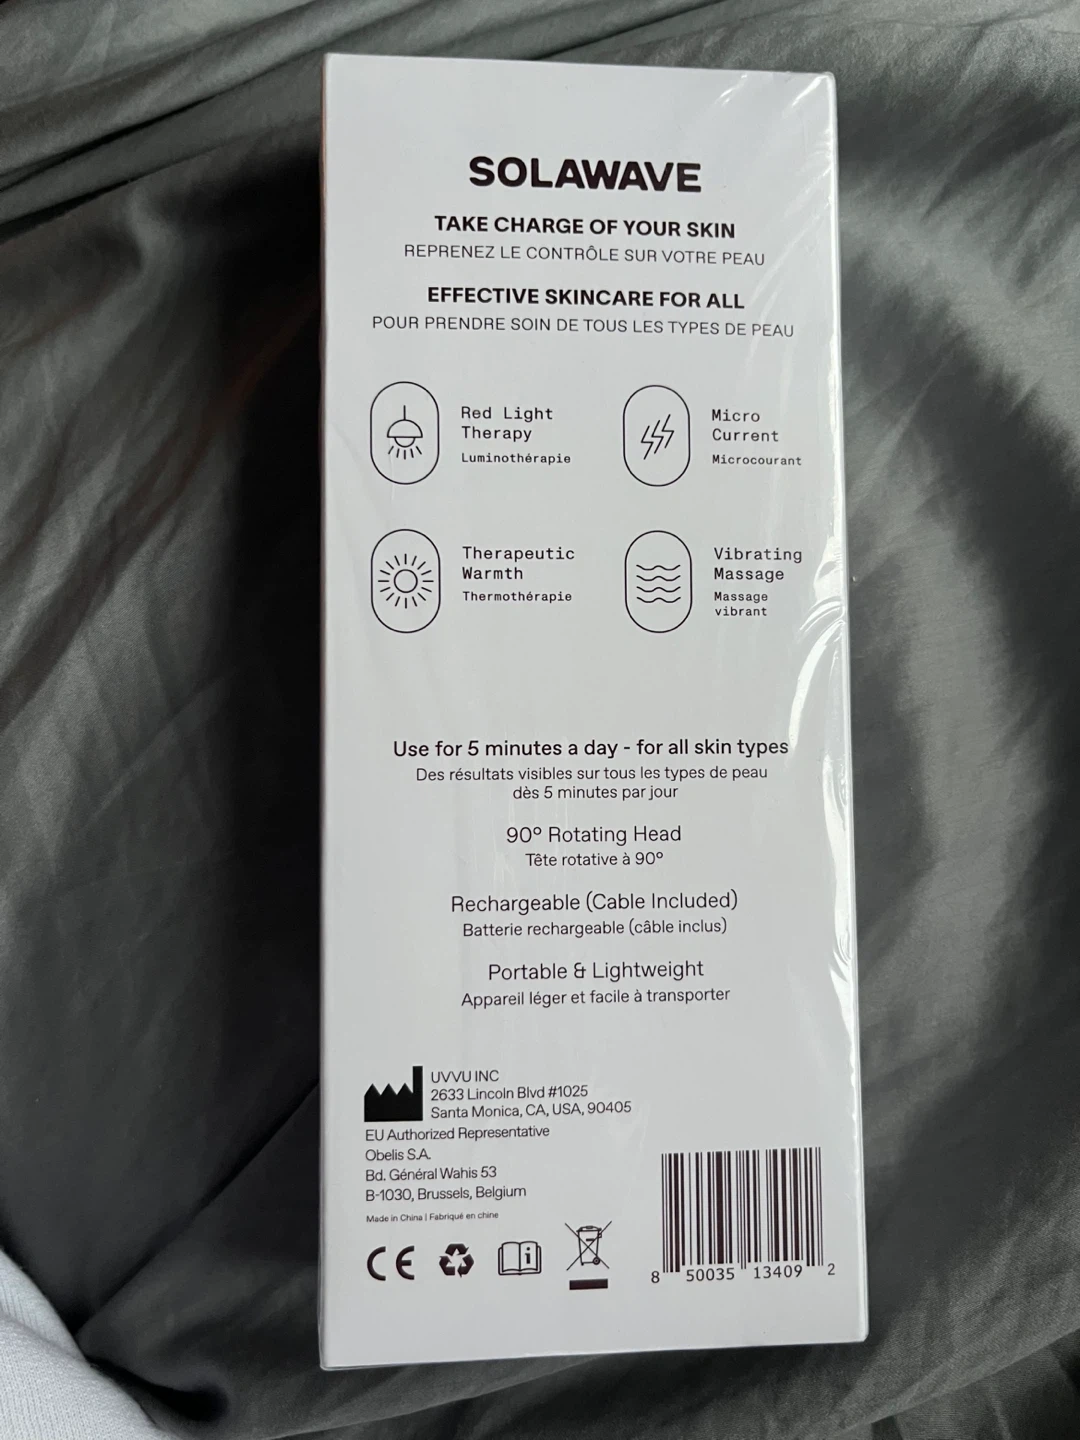 SOLAWAVE
TAKE CHARGE OF YOUR SKIN
REPRENEZ LE CONTRÔLE SUR VOTRE PEAU
EFFECTIVE SKINCARE FOR ALL
POUR PRENDRE SOIN DE TOUS LES TYPES DE PEAU
Red Light
Therapy
Luminothérapie
Micro
Current
Microcourant
Therapeutic
Warmth
Thermothérapie
Vibrating
Massage
Massage
vibrant
Use for 5 minutes a day - for all skin types
Des résultats visibles sur tous les types de peau
dès 5 minutes par jour
90º Rotating Head
Tête rotative à 90º
Rechargeable (Cable Included)
Batterie rechargeable (câble inclus)
Portable & Lightweight
Appareil léger et facile à transporter
UVVU INC
2633 Lincoln Blvd #1025
Santa Monica, CA, USA, 90405
EU Authorized Representative
Obelis S.A.
Bd. Général Wahis 53
B-1030, Brussels, Belgium
Made in China | Fabriqué en chine
CE
8 50035 13409 2